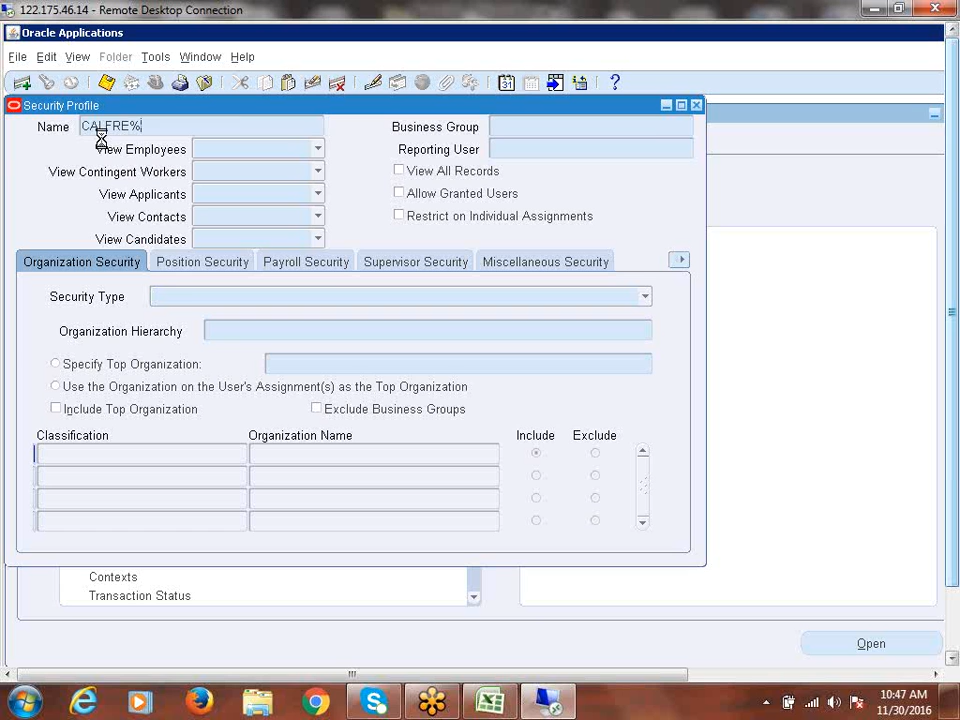 122.175.46.14 - Remote Desktop Connection
Oracle Applications
File Edit View Folder Tools Window Help
Security Profile
Name CALFRE%
Business Group
View Employees
Reporting User
View Contingent Workers
View All Records
View Applicants
Allow Granted Users
View Contacts
Restrict on Individual Assignments
View Candidates
Organization Security Position Security Payroll Security Supervisor Security Miscellaneous Security
Security Type
Organization Hierarchy
Specify Top Organization:
Use the Organization on the User's Assignment(s) as the Top Organization
Include Top Organization Exclude Business Groups
Classification Organization Name Include Exclude
Contexts
Transaction Status
Open
10:47 AM
11/30/2016